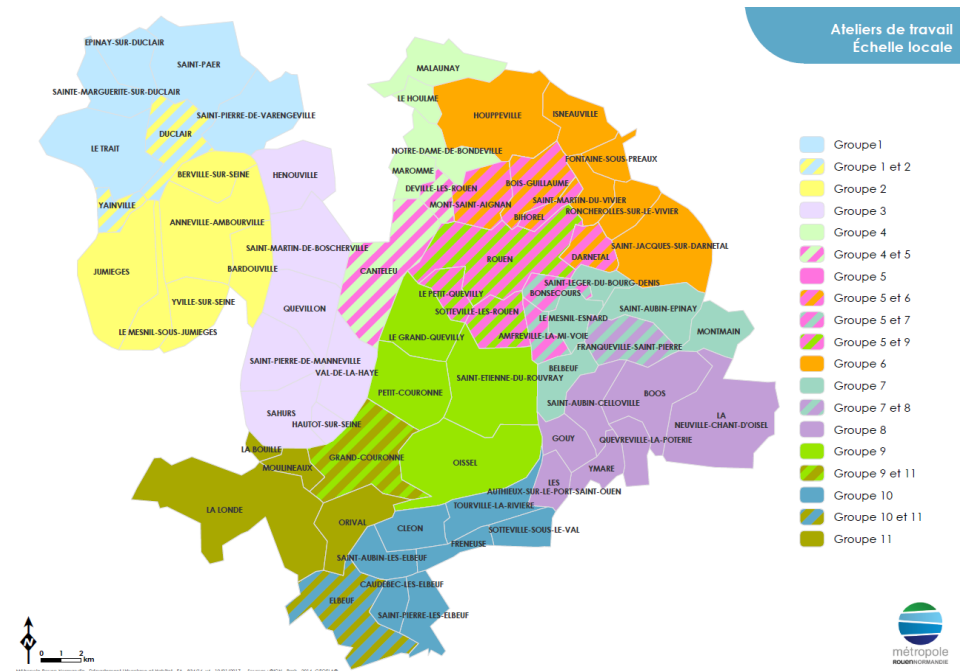 Ateliers de travail
Échelle locale
EPINAY-SUR-DUCLAIR
SAINT-PAER
SAINTE-MARGUERITE-SUR-DUCLAIR
SAINT-PIERRE-DE-VARENGEVILLE
DUCLAIR
LE TRAIT
BERVILLE-SUR-SEINE
HENOUVILLE
YAINVILLE
ANNEVILLE-AMBOURVILLE
SAINT-MARTIN-DE-BOSCHERVILLE
JUMIEGES
BARDOUVILLE
YVILLE-SUR-SEINE
QUEVILLON
LE MESNIL-SOUS-JUMIEGES
SAINT-PIERRE-DE-MANNEVILLE
VAL-DE-LA-HAYE
SAHURS
HAUTOT-SUR-SEINE
MALAUNAY
LE HOULME
HOUPPEVILLE
ISNEAUVILLE
NOTRE-DAME-DE-BONDEVILLE
FONTAINE-SOUS-PREAUX
MAROMME
DEVILLE-LES-ROUEN
BOIS-GUILLAUME
MONT-SAINT-AIGNAN
SAINT-MARTIN-DU-VIVIER
RONCHEROLLES-SUR-LE-VIVIER
BIHOREL
SAINT-JACQUES-SUR-DARNETAL
ROUEN
DARNETAL
CANTELEU
SAINT-LEGER-DU-BOURG-DENIS
LE PETIT-QUEVILLY
BONSECOURS
SOTTEVILLE-LES-ROUEN
SAINT-AUBIN-EPINAY
LE MESNIL-ESNARD
MONTMAIN
LE GRAND-QUEVILLY
AMFREVILLE-LA-MI-VOIE
FRANQUEVILLE-SAINT-PIERRE
BELBEUF
SAINT-ETIENNE-DU-ROUVRAY
PETIT-COURONNE
SAINT-AUBIN-CELLOVILLE
BOOS
LA
NEUVILLE-CHANT-D'OISEL
GOUY
QUEVREVILLE-LA-POTERIE
LA BOUILLE
GRAND-COURONNE
OISSEL
MOULINEAUX
YMARE
LES
AUTHIEUX-SUR-LE-PORT-SAINT-OUEN
TOURVILLE-LA-RIVIERE
LA LONDE
ORIVAL
CLEON
SOTTEVILLE-SOUS-LE-VAL
FRENEUSE
SAINT-AUBIN-LES-ELBEUF
CAUDEBEC-LES-ELBEUF
ELBEUF
SAINT-PIERRE-LES-ELBEUF
Groupe1
Groupe 1 et 2
Groupe 2
Groupe 3
Groupe 4
Groupe 4 et 5
Groupe 5
Groupe 5 et 6
Groupe 5 et 7
Groupe 5 et 9
Groupe 6
Groupe 7
Groupe 7 et 8
Groupe 8
Groupe 9
Groupe 9 et 11
Groupe 10
Groupe 10 et 11
Groupe 11
N
0 1 2
km
métropole
ROUENNORMANDIE